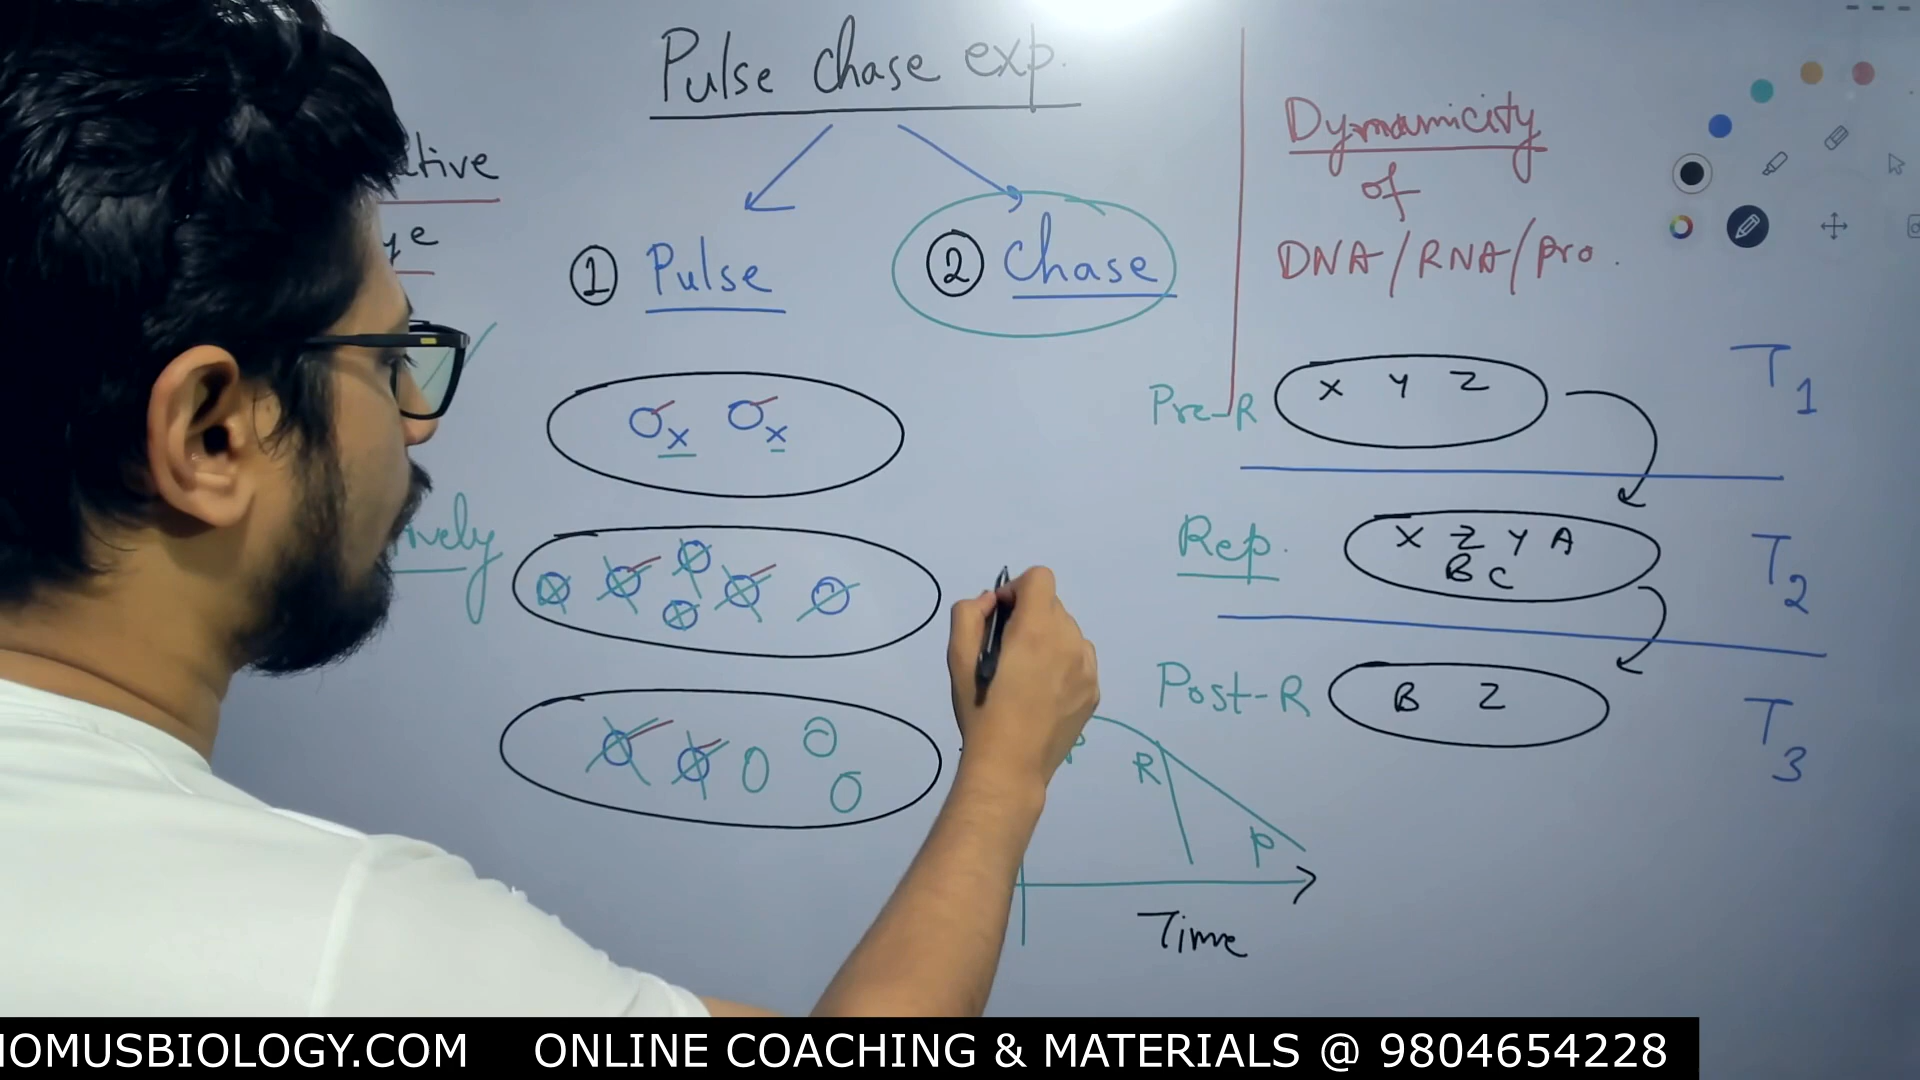 Pulse chase exp.
① Pulse
② Chase
x x
Dynamicity
of
DNA/RNA/pro.
Pre-R
X Y Z
T1
Rep.
X Z Y A
B C
T2
Post-R
B Z
T3
R
P
Time
HOMUSBIOLOGY.COM ONLINE COACHING & MATERIALS @ 9804654228